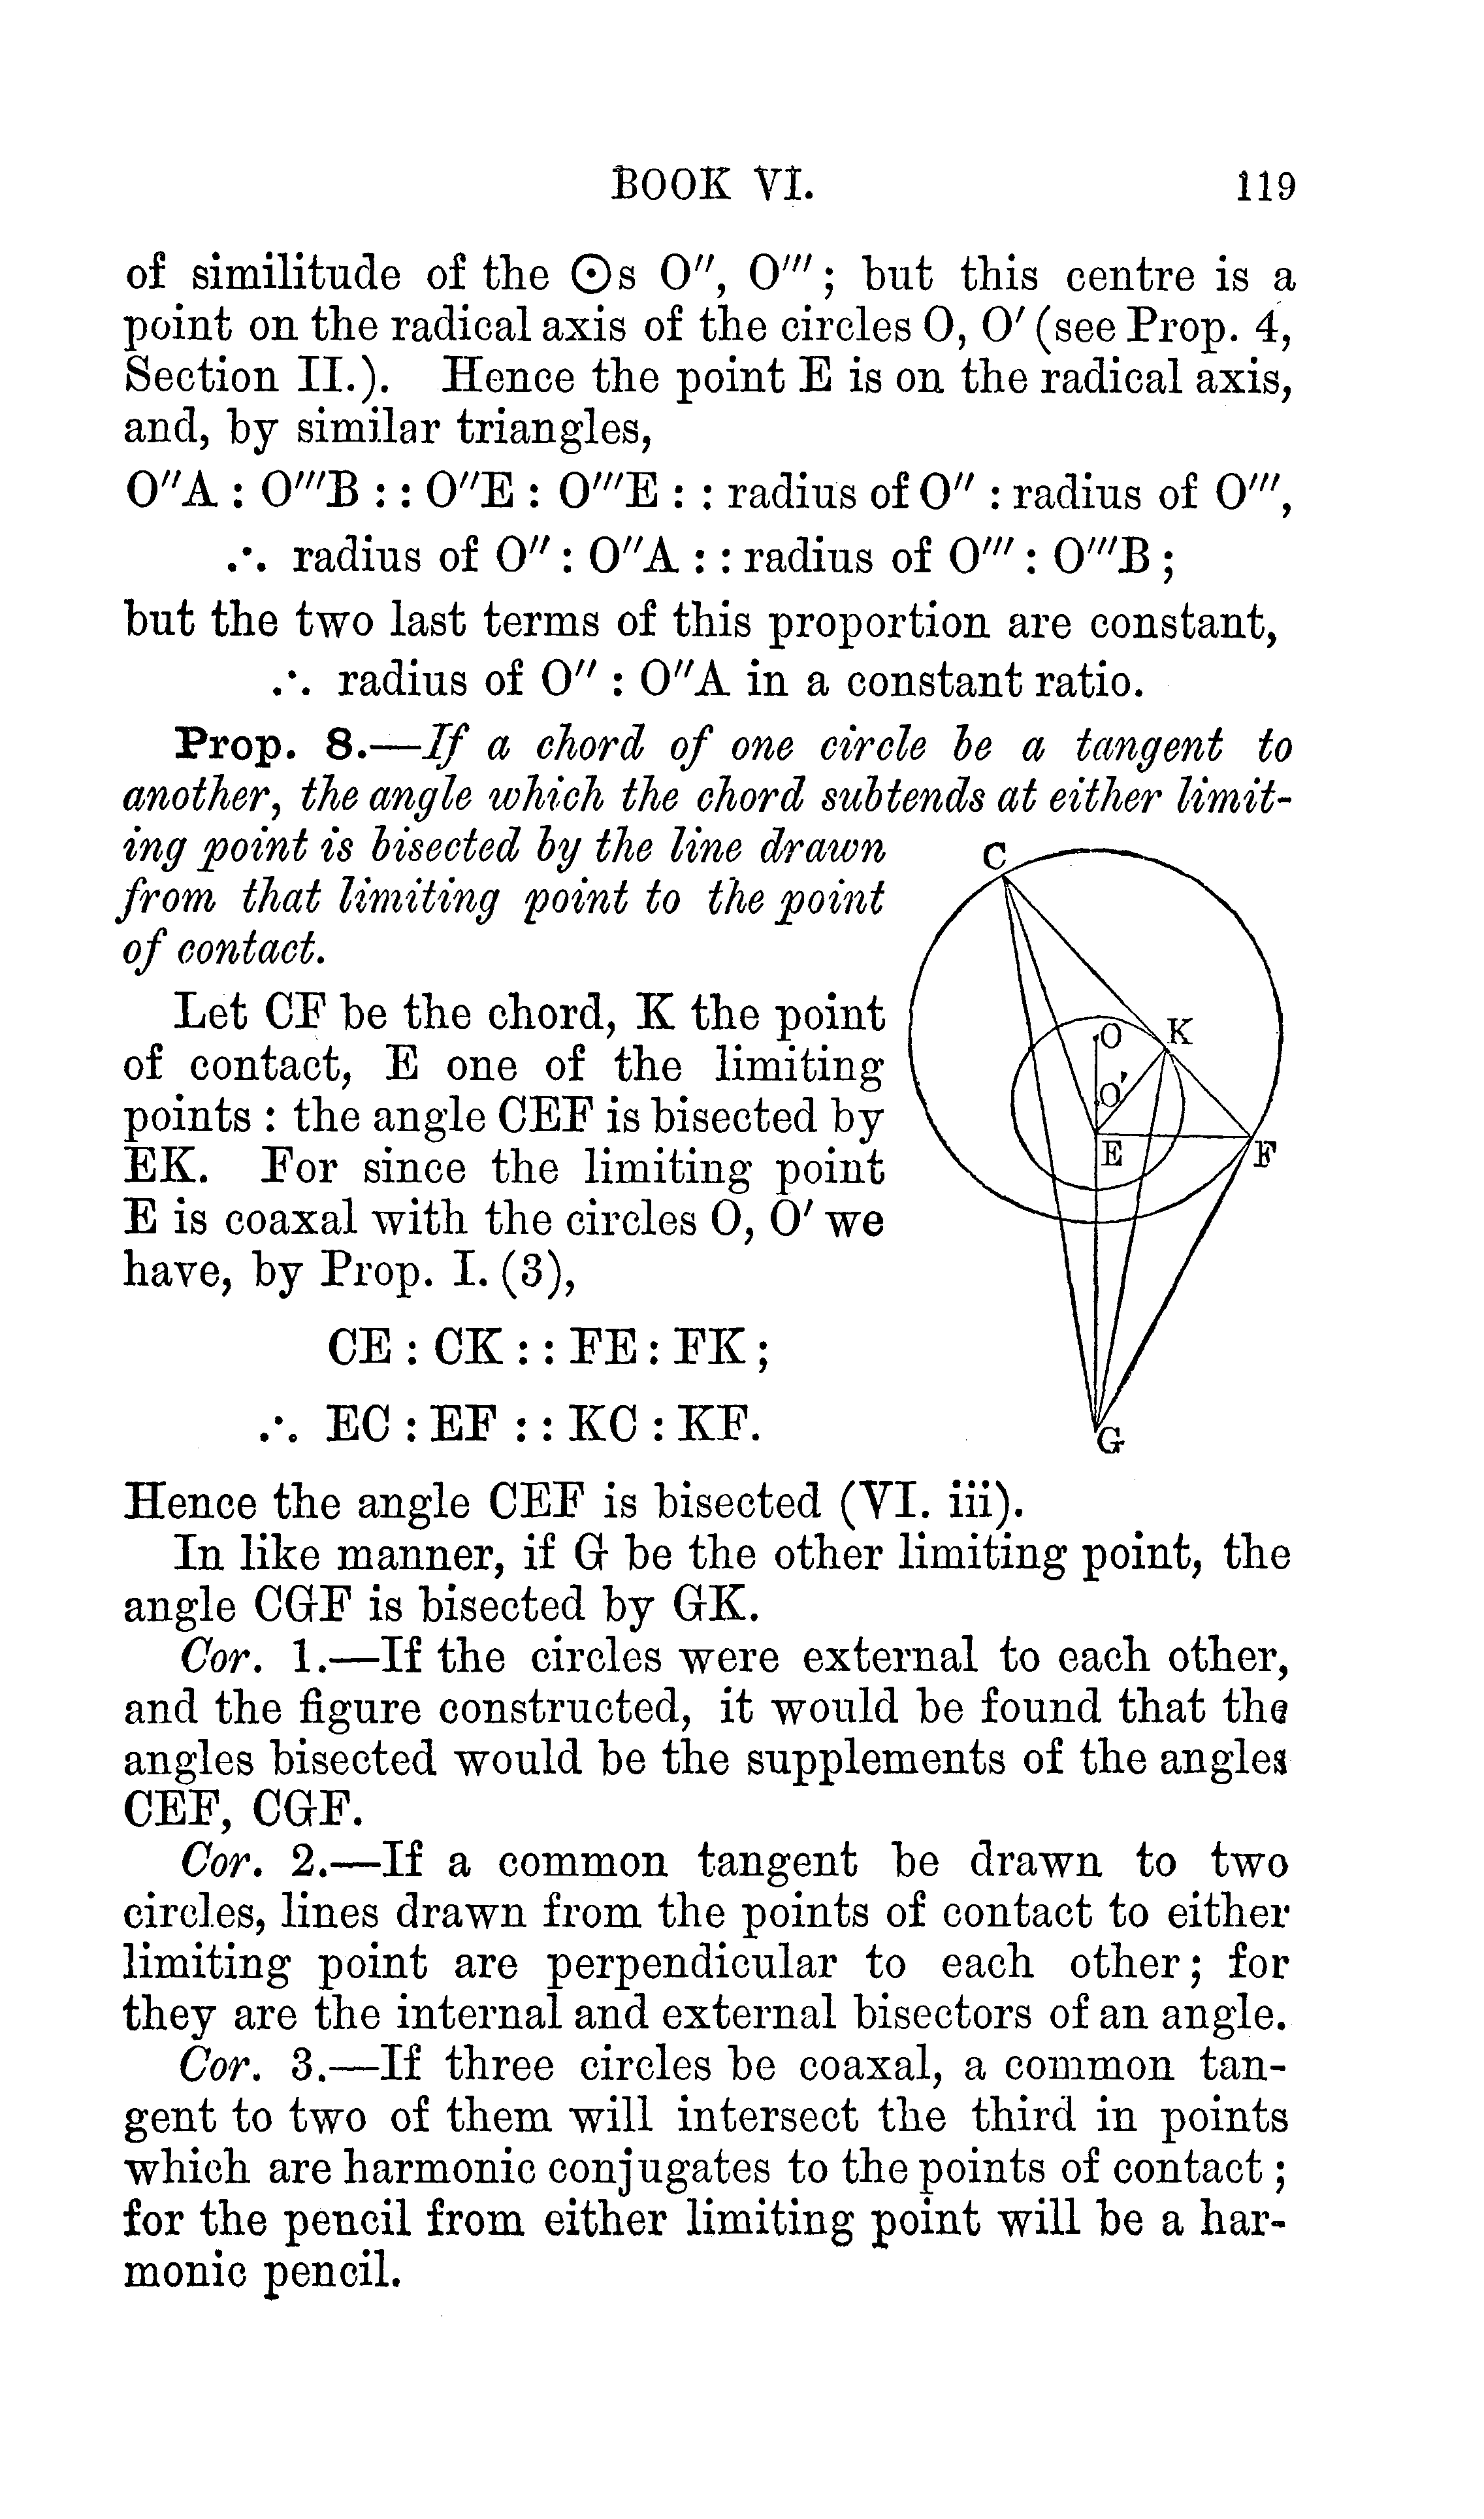 BOOK VI. 119
of similitude of the ⊙s O″, O‴; but this centre is a
point on the radical axis of the circles O, O′ (see Prop. 4,
Section II.). Hence the point E is on the radical axis,
and, by similar triangles,
O″A : O‴B : : O″E : O‴E : : radius of O″ : radius of O‴,
∴ radius of O″ : O″A : : radius of O‴ : O‴B ;
but the two last terms of this proportion are constant,
∴ radius of O″ : O″A in a constant ratio.
Prop. 8.—If a chord of one circle be a tangent to
another, the angle which the chord subtends at either limit-
ing point is bisected by the line drawn
from that limiting point to the point
of contact.
Let CF be the chord, K the point
of contact, E one of the limiting
points : the angle CEF is bisected by
EK. For since the limiting point
E is coaxal with the circles O, O′ we
have, by Prop. I. (3),
CE : CK : : FE : FK ;
∴ EC : EF : : KC : KF.
C
O
K
O′
E
F
G
Hence the angle CEF is bisected (VI. iii).
In like manner, if G be the other limiting point, the
angle CGF is bisected by GK.
Cor. 1.—If the circles were external to each other,
and the figure constructed, it would be found that the
angles bisected would be the supplements of the angles
CEF, CGF.
Cor. 2.—If a common tangent be drawn to two
circles, lines drawn from the points of contact to either
limiting point are perpendicular to each other; for
they are the internal and external bisectors of an angle.
Cor. 3.—If three circles be coaxal, a common tan-
gent to two of them will intersect the third in points
which are harmonic conjugates to the points of contact ;
for the pencil from either limiting point will be a har-
monic pencil.